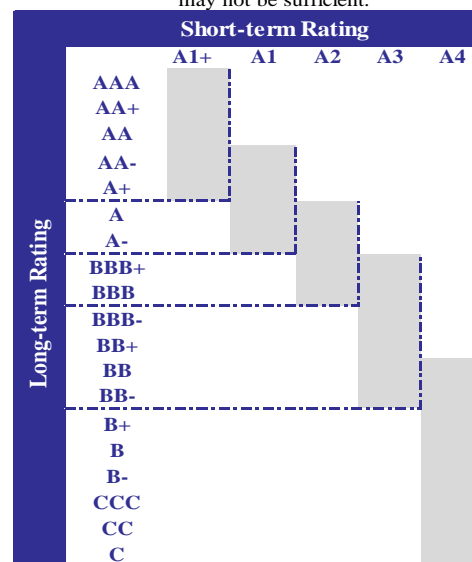 may not be sufficient.
Short-term Rating
A1+ A1 A2 A3 A4
Long-term Rating
AAA
AA+
AA
AA-
A+
A
A-
BBB+
BBB
BBB-
BB+
BB
BB-
B+
B
B-
CCC
CC
C